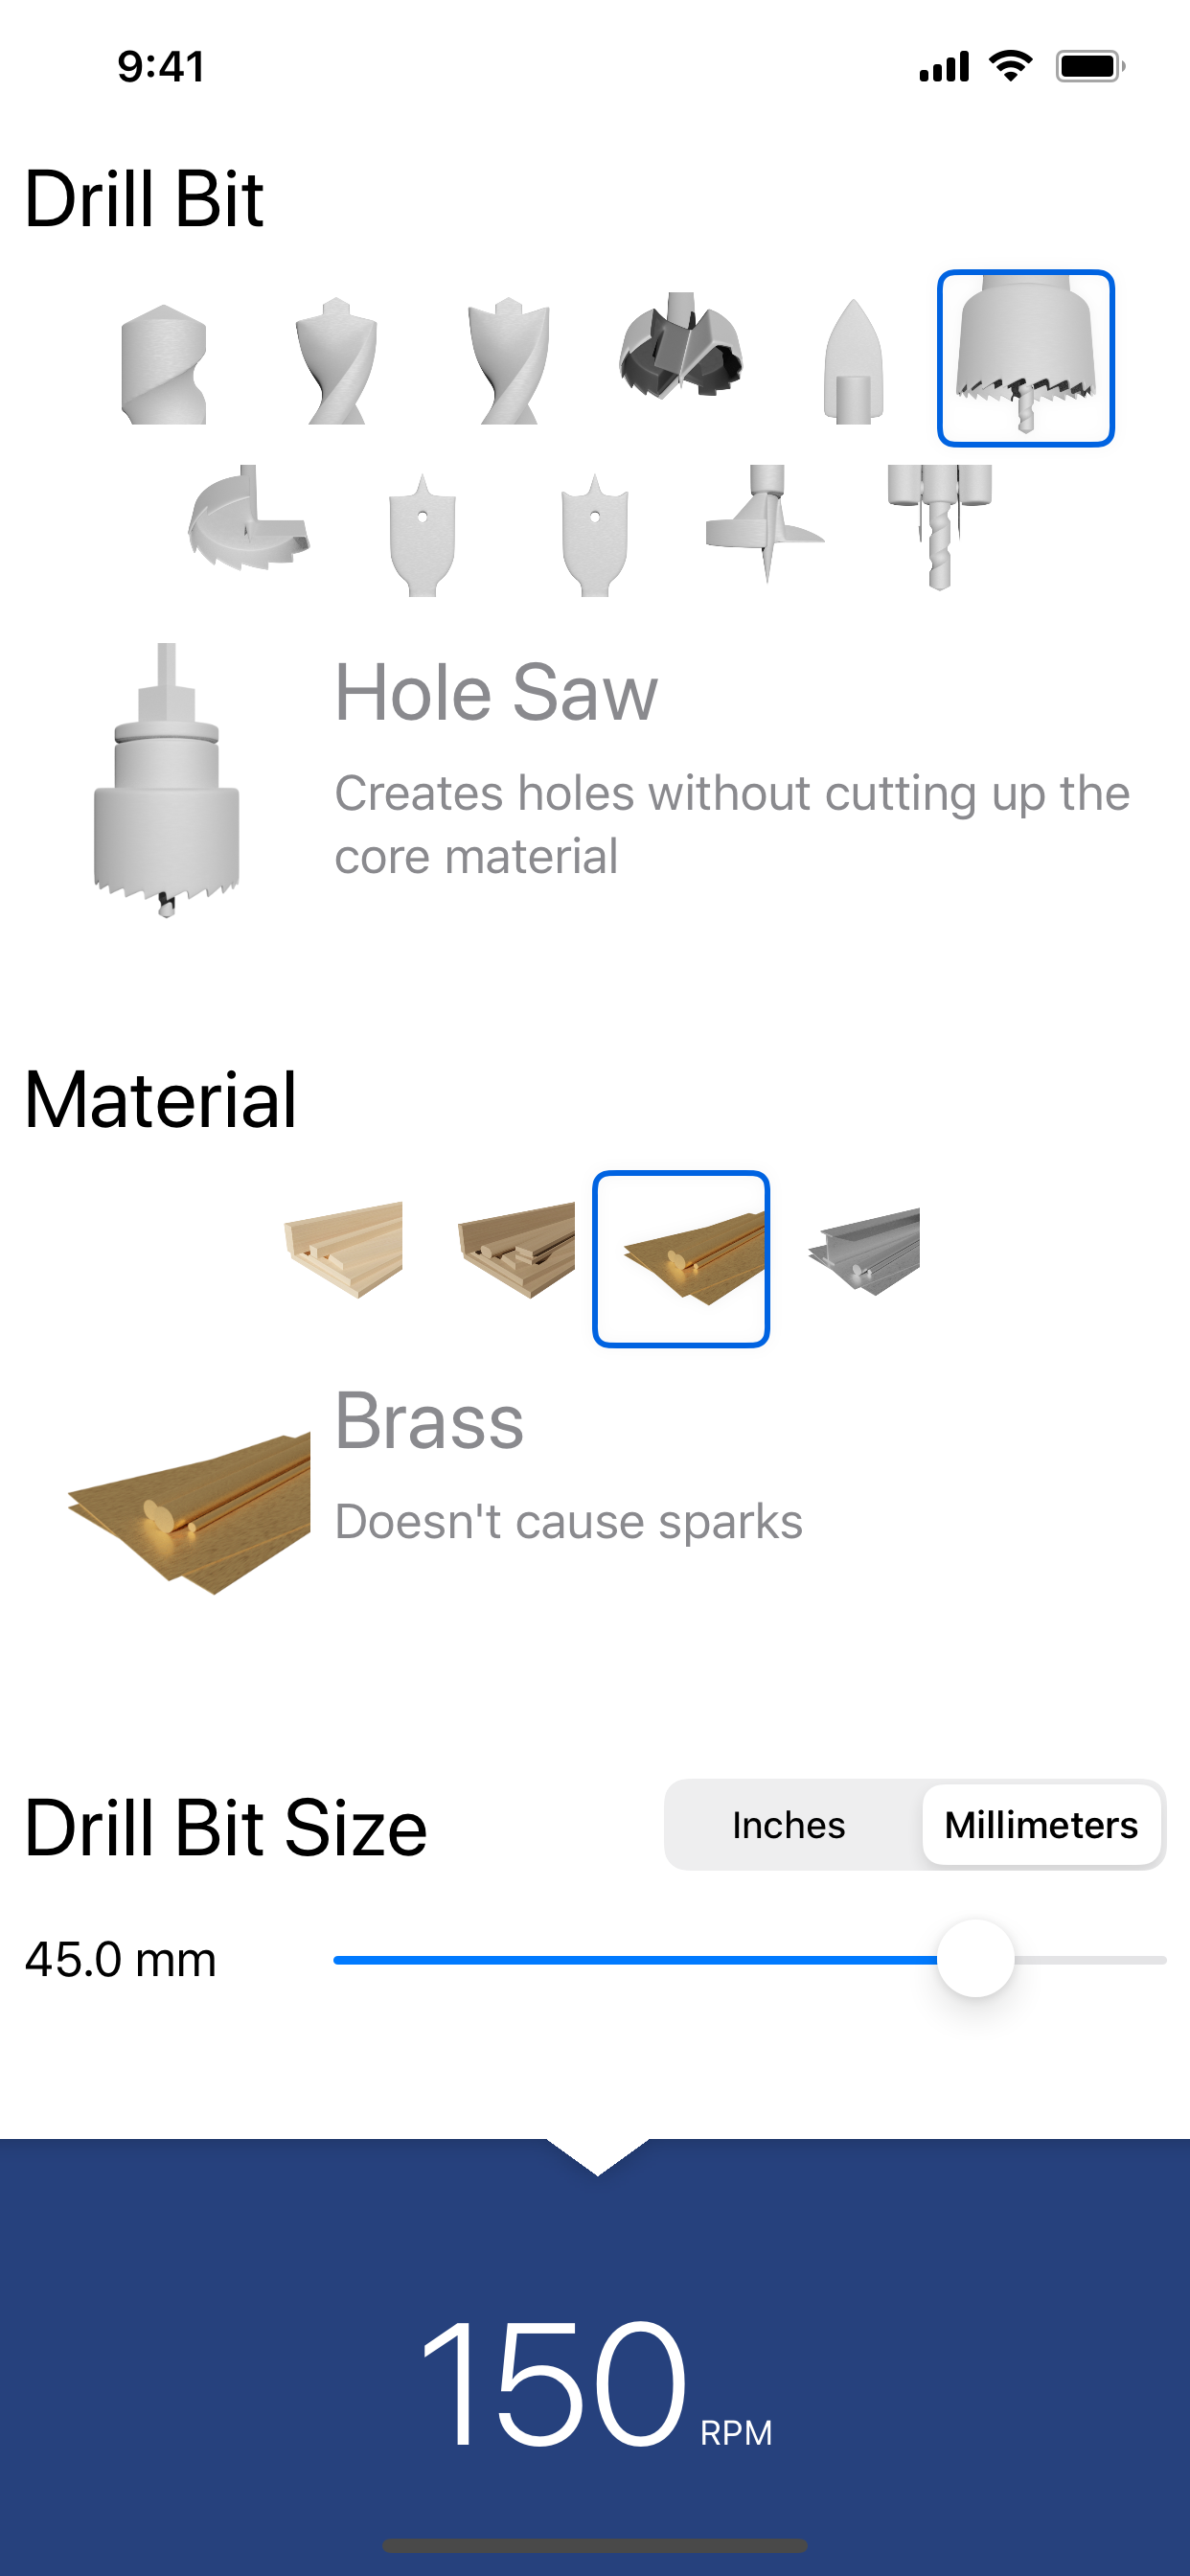 9:41
Drill Bit
Hole Saw
Creates holes without cutting up the
core material
Material
Brass
Doesn't cause sparks
Drill Bit Size
Inches
Millimeters
45.0 mm
150 RPM